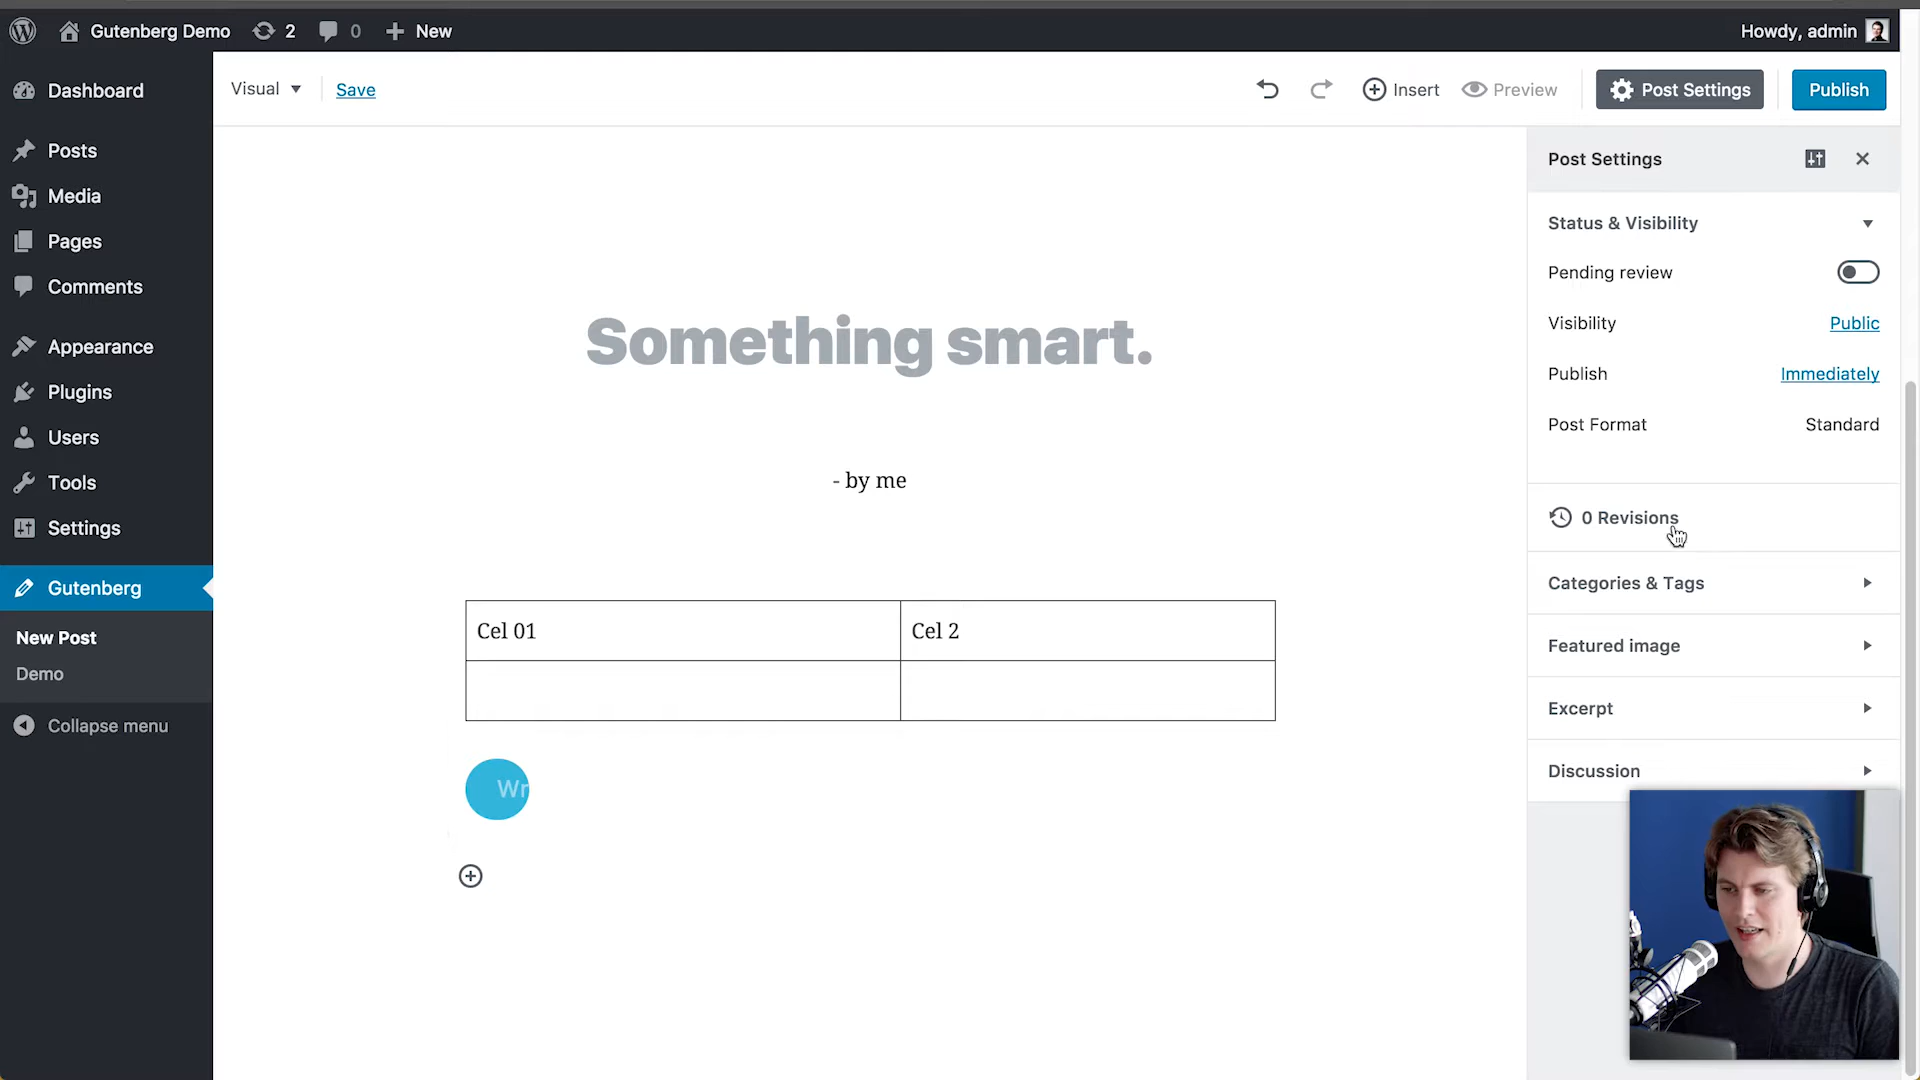 Gutenberg Demo 2 0 New Howdy, admin
Dashboard
Posts
Media
Pages
Comments
Appearance
Plugins
Users
Tools
Settings
Gutenberg
New Post
Demo
Collapse menu
Visual Save Insert Preview Post Settings Publish
Something smart.
- by me
Cel 01 Cel 2
Wr
Post Settings
Status & Visibility
Pending review
Visibility Public
Publish Immediately
Post Format Standard
0 Revisions
Categories & Tags
Featured image
Excerpt
Discussion